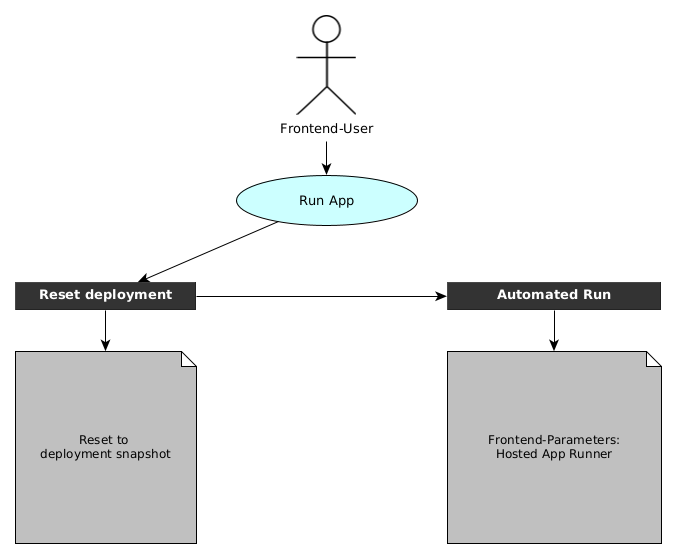 Frontend-User
Run App
Reset deployment
Automated Run
Reset to
deployment snapshot
Frontend-Parameters:
Hosted App Runner